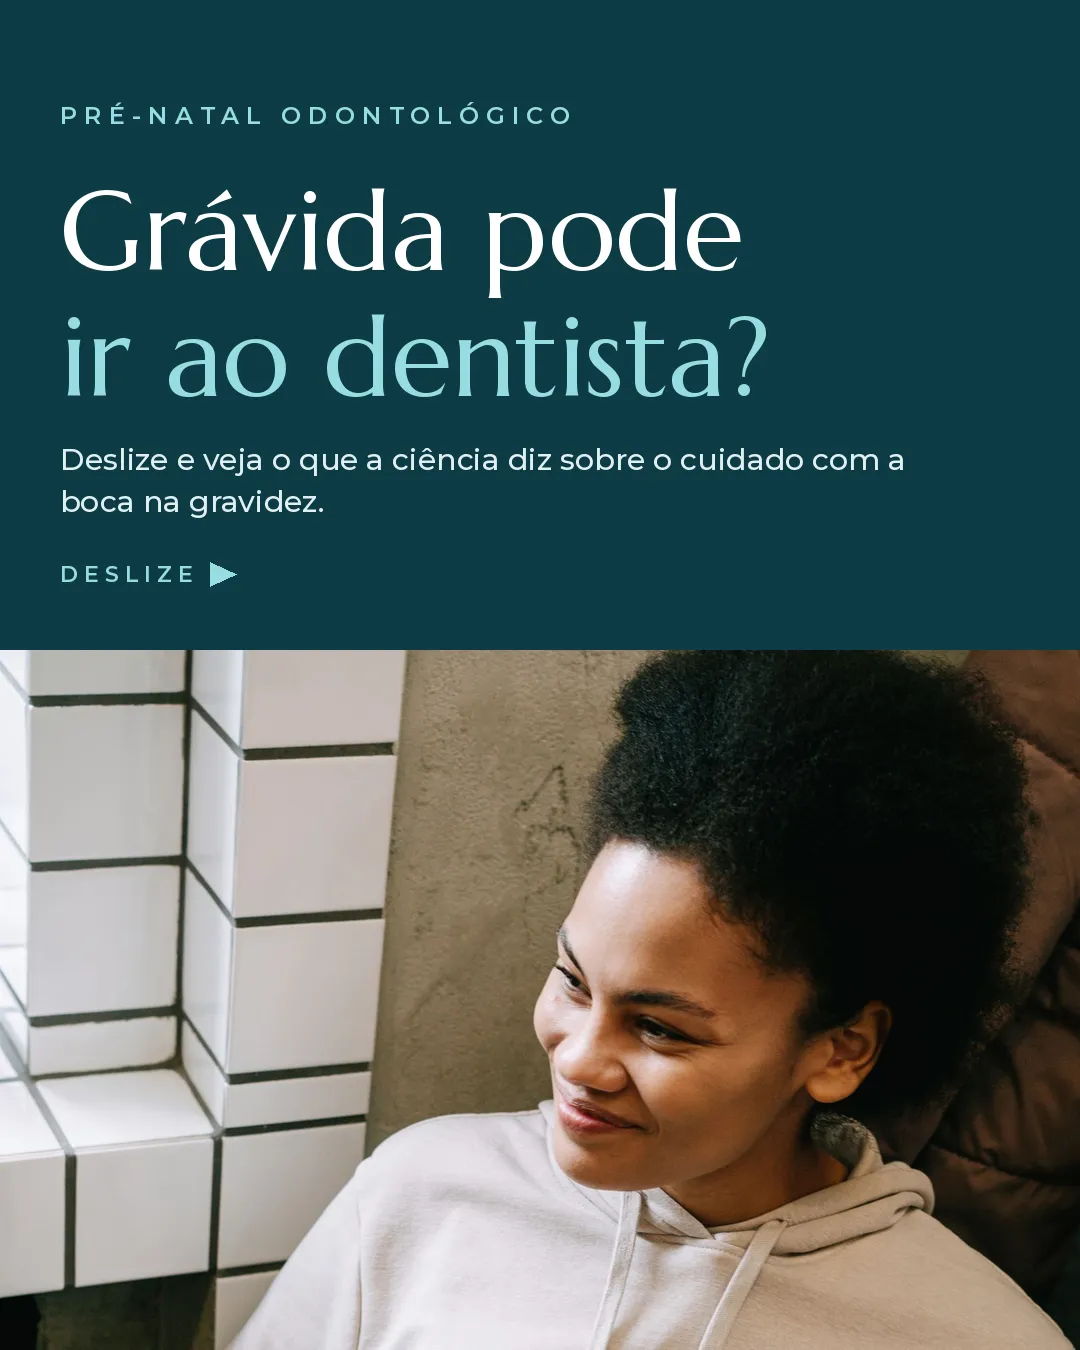 PRÉ-NATAL ODONTOLÓGICO
Grávida pode
ir ao dentista?
Deslize e veja o que a ciência diz sobre o cuidado com a
boca na gravidez.
DESLIZE